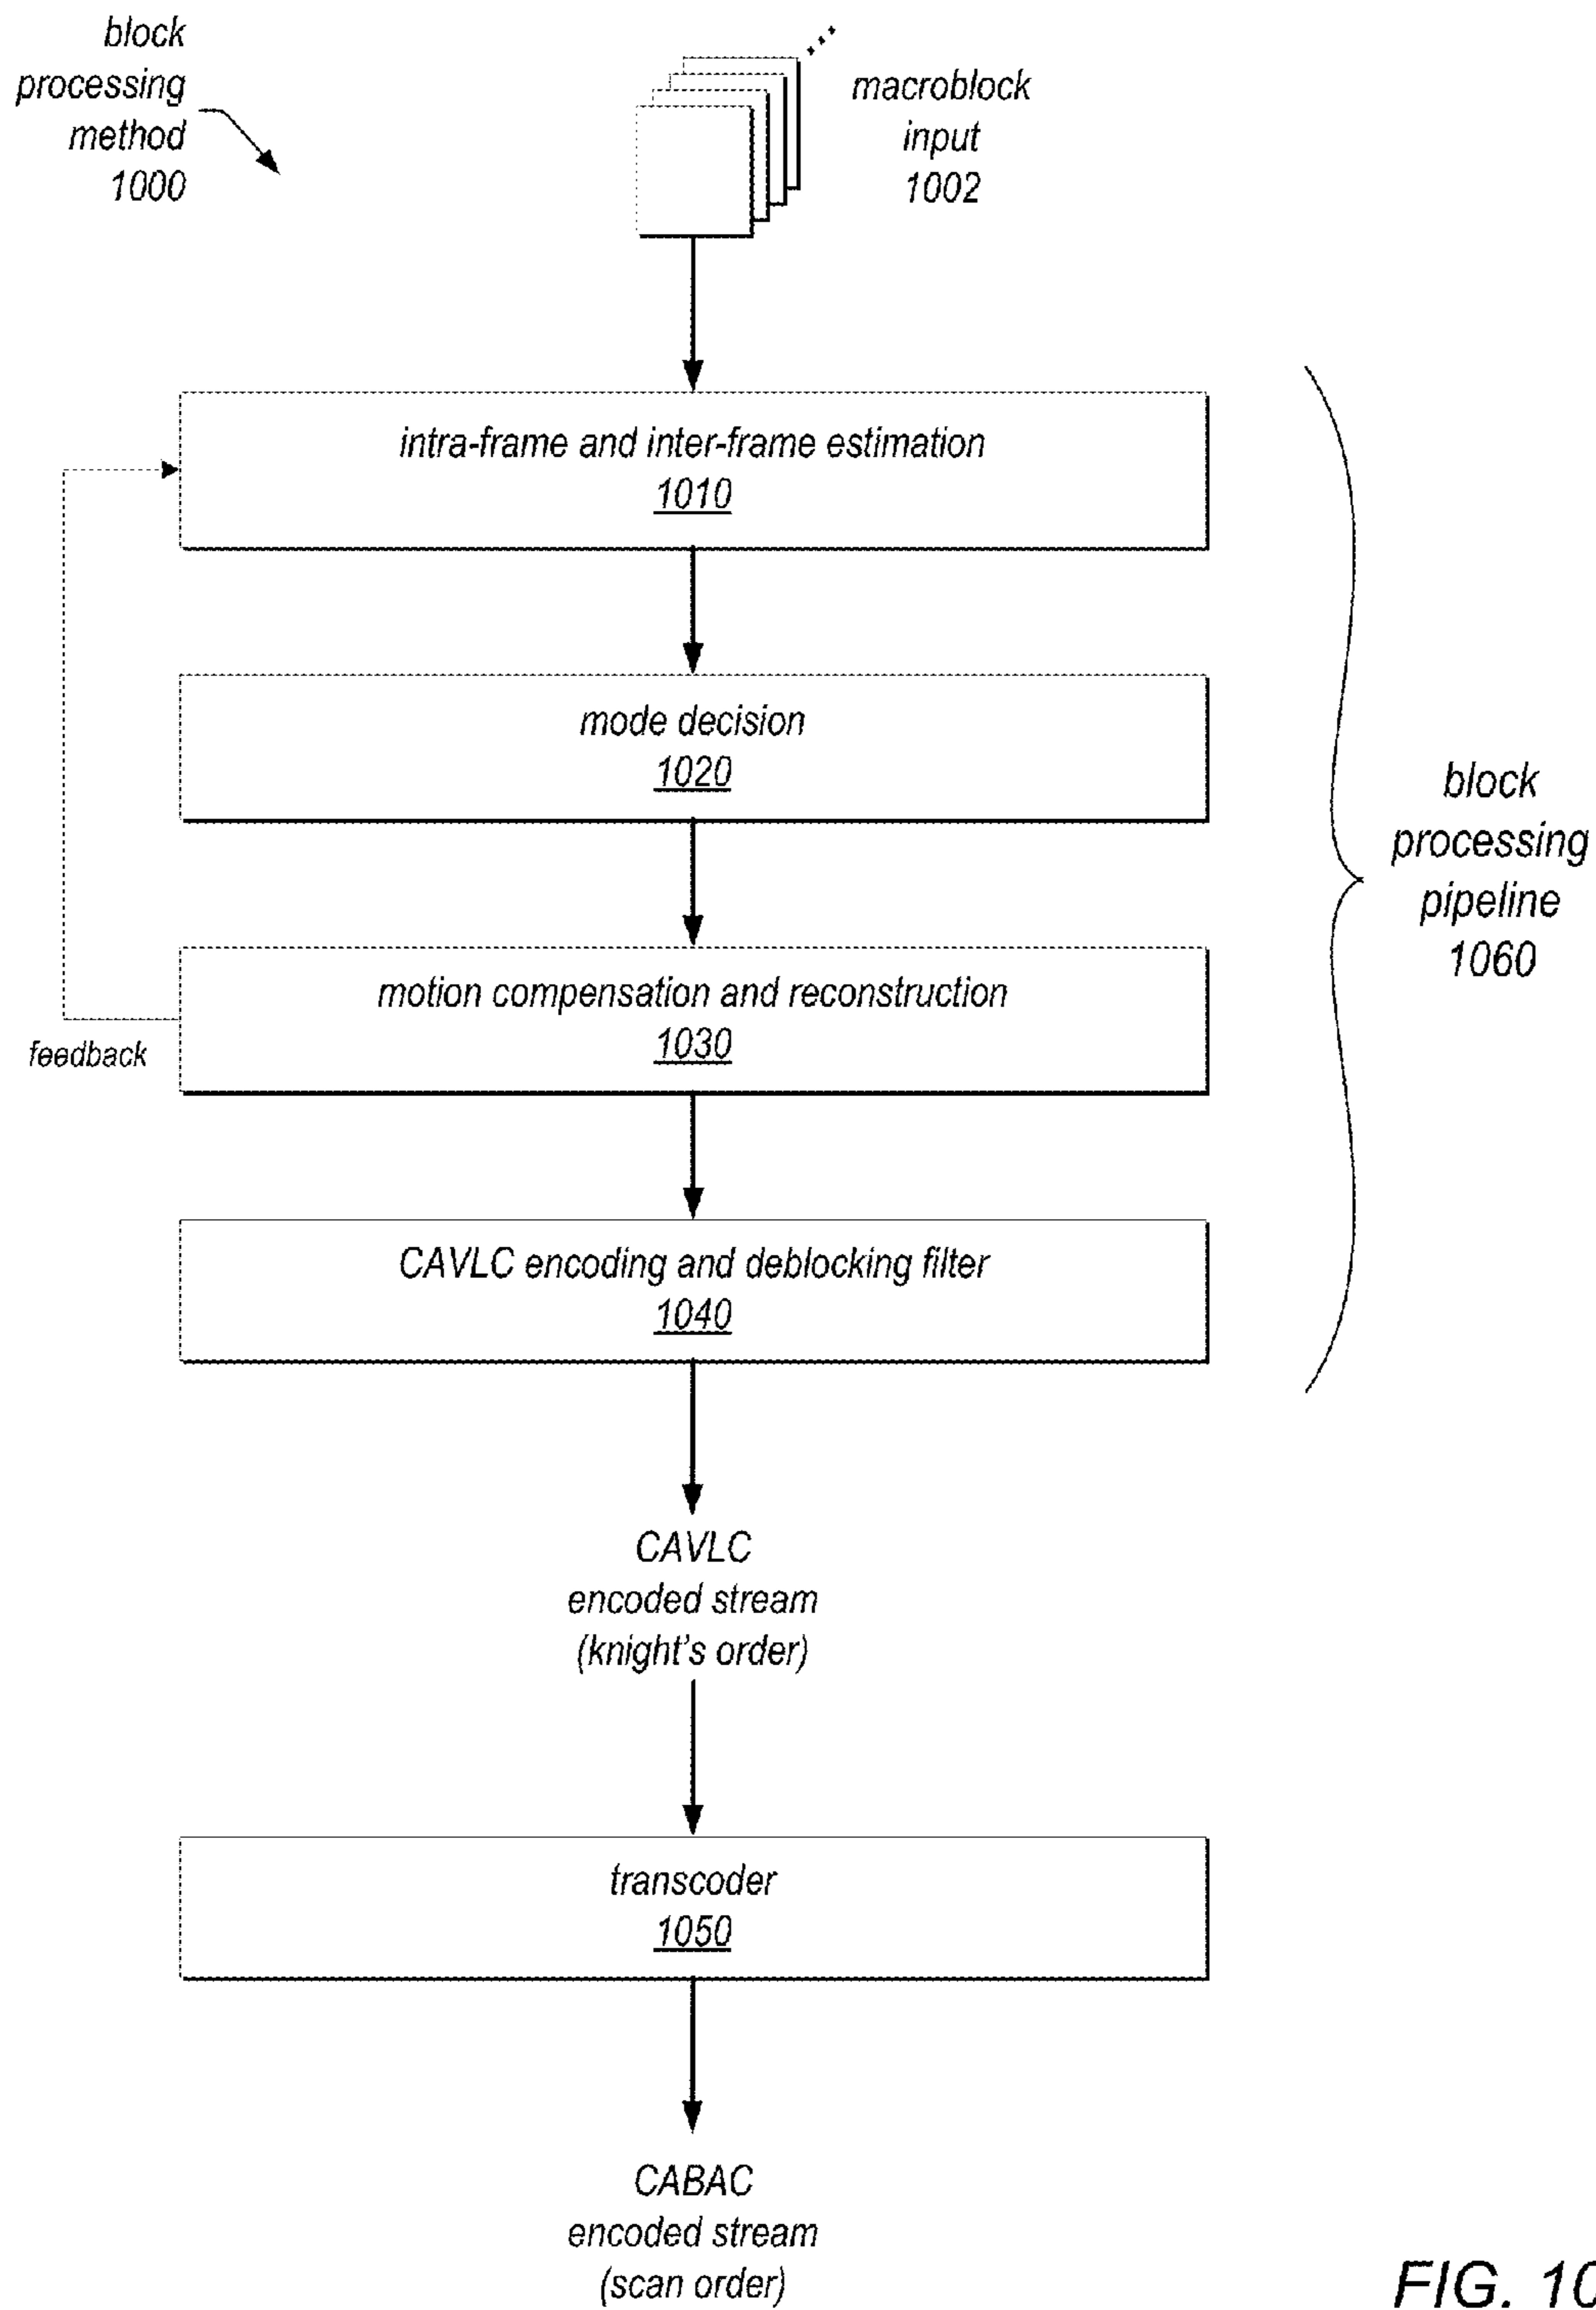 block
processing
method
1000
macroblock
input
1002
intra-frame and inter-frame estimation
1010
mode decision
1020
motion compensation and reconstruction
1030
feedback
CAVLC encoding and deblocking filter
1040
block
processing
pipeline
1060
CAVLC
encoded stream
(knight's order)
transcoder
1050
CABAC
encoded stream
(scan order)
FIG. 10